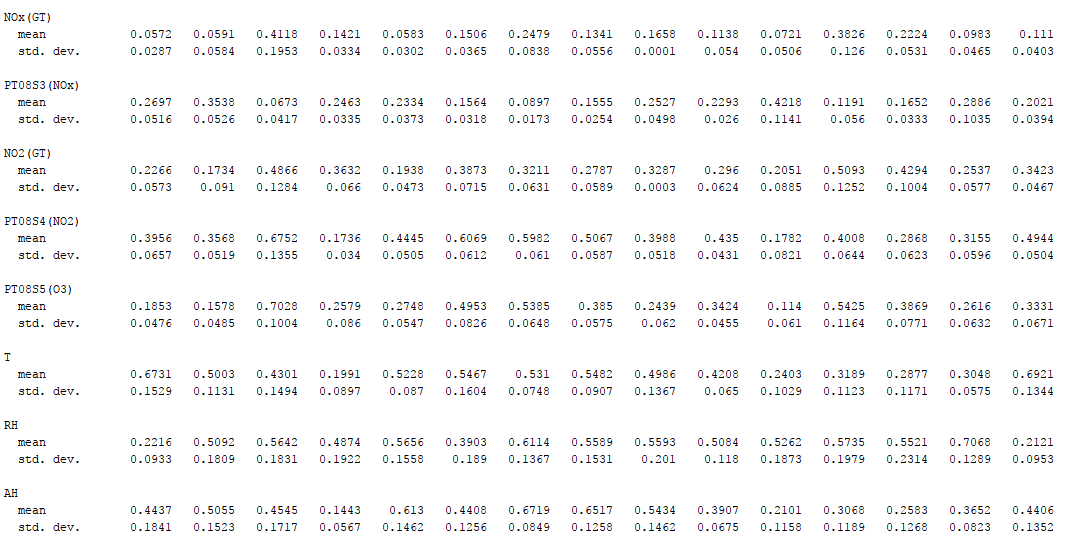 NOx(GT)
mean 0.0572 0.0591 0.4118 0.1421 0.0583 0.1506 0.2479 0.1341 0.1658 0.1138 0.0721 0.3826 0.2224 0.0983 0.111
std. dev. 0.0287 0.0584 0.1953 0.0334 0.0302 0.0365 0.0838 0.0556 0.0001 0.054 0.0506 0.126 0.0531 0.0465 0.0403
PT08S3(NOx)
mean 0.2697 0.3538 0.0673 0.2463 0.2334 0.1564 0.0897 0.1555 0.2527 0.2293 0.4218 0.1191 0.1652 0.2886 0.2021
std. dev. 0.0516 0.0526 0.0417 0.0335 0.0373 0.0318 0.0173 0.0254 0.0498 0.026 0.1141 0.056 0.0333 0.1035 0.0394
NO2(GT)
mean 0.2266 0.1734 0.4866 0.3632 0.1938 0.3873 0.3211 0.2787 0.3287 0.296 0.2051 0.5093 0.4294 0.2537 0.3423
std. dev. 0.0573 0.091 0.1284 0.066 0.0473 0.0715 0.0631 0.0589 0.0003 0.0624 0.0885 0.1252 0.1004 0.0577 0.0467
PT08S4(NO2)
mean 0.3956 0.3568 0.6752 0.1736 0.4445 0.6069 0.5982 0.5067 0.3988 0.435 0.1782 0.4008 0.2868 0.3155 0.4944
std. dev. 0.0657 0.0519 0.1355 0.034 0.0505 0.0612 0.061 0.0587 0.0518 0.0431 0.0821 0.0644 0.0623 0.0596 0.0504
PT08S5(O3)
mean 0.1853 0.1578 0.7028 0.2579 0.2748 0.4953 0.5385 0.385 0.2439 0.3424 0.114 0.5425 0.3869 0.2616 0.3331
std. dev. 0.0476 0.0485 0.1004 0.086 0.0547 0.0826 0.0648 0.0575 0.062 0.0455 0.061 0.1164 0.0771 0.0632 0.0671
T
mean 0.6731 0.5003 0.4301 0.1991 0.5228 0.5467 0.531 0.5482 0.4986 0.4208 0.2403 0.3189 0.2877 0.3048 0.6921
std. dev. 0.1529 0.1131 0.1494 0.0897 0.087 0.1604 0.0748 0.0907 0.1367 0.065 0.1029 0.1123 0.1171 0.0575 0.1344
RH
mean 0.2216 0.5092 0.5642 0.4874 0.5656 0.3903 0.6114 0.5589 0.5593 0.5084 0.5262 0.5735 0.5521 0.7068 0.2121
std. dev. 0.0933 0.1809 0.1831 0.1922 0.1558 0.189 0.1367 0.1531 0.201 0.118 0.1873 0.1979 0.2314 0.1289 0.0953
AH
mean 0.4437 0.5055 0.4545 0.1443 0.613 0.4408 0.6719 0.6517 0.5434 0.3907 0.2101 0.3068 0.2583 0.3652 0.4406
std. dev. 0.1841 0.1523 0.1717 0.0567 0.1462 0.1256 0.0849 0.1258 0.1462 0.0675 0.1158 0.1189 0.1268 0.0823 0.1352